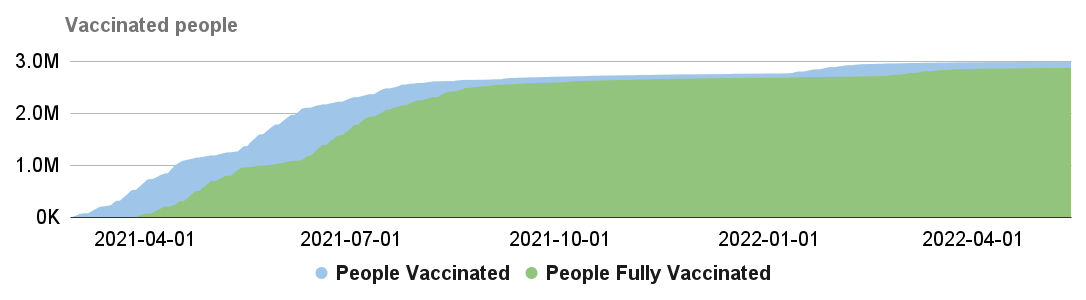 Vaccinated people
3.0M
2.0M
1.0M
0K
2021-04-01 2021-07-01 2021-10-01 2022-01-01 2022-04-01
People Vaccinated People Fully Vaccinated